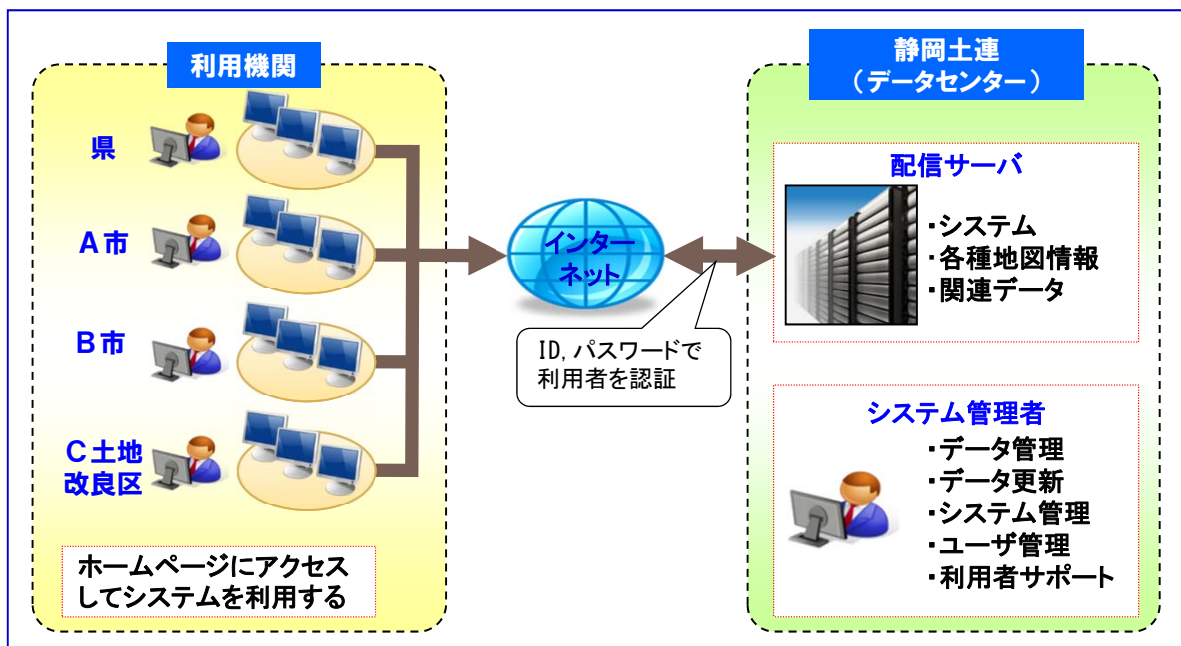 利用機関
県
A市
B市
C土地
改良区
ホームページにアクセス
してシステムを利用する
インター
ネット
ID,パスワードで
利用者を認証
静岡土連
(データセンター)
配信サーバ
・システム
・各種地図情報
・関連データ
システム管理者
・データ管理
・データ更新
・システム管理
・ユーザ管理
・利用者サポート